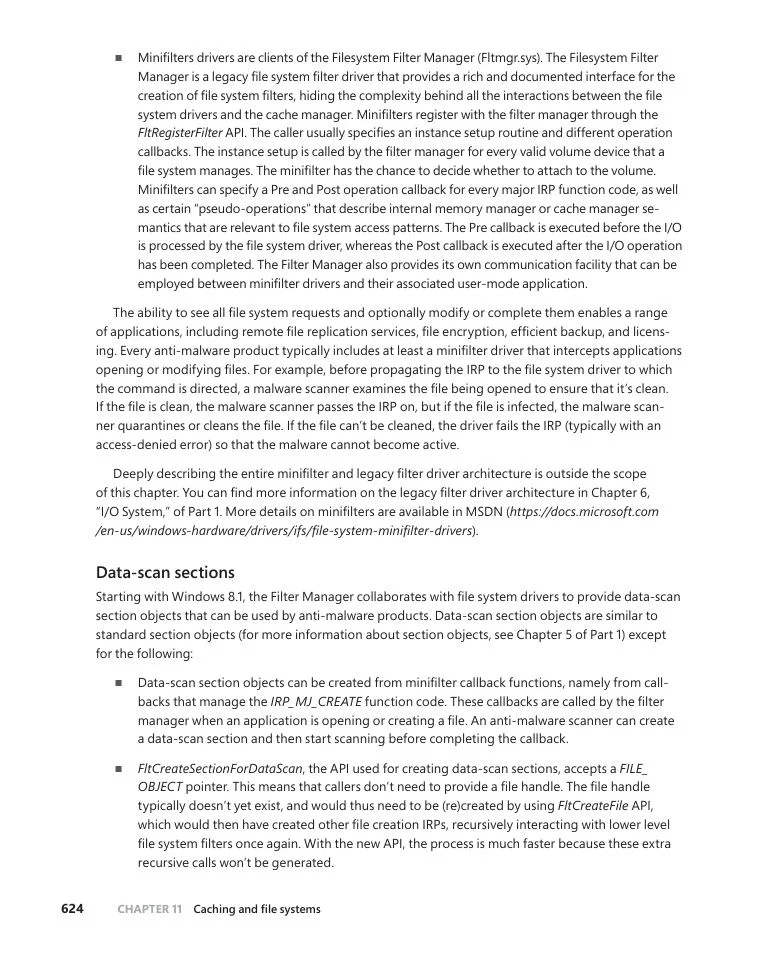 ■ Minifilters drivers are clients of the Filesystem Filter Manager (Fltmgr.sys). The Filesystem Filter
Manager is a legacy file system filter driver that provides a rich and documented interface for the
creation of file system filters, hiding the complexity behind all the interactions between the file
system drivers and the cache manager. Minifilters register with the filter manager through the
FltRegisterFilter API. The caller usually specifies an instance setup routine and different operation
callbacks. The instance setup is called by the filter manager for every valid volume device that a
file system manages. The minifilter has the chance to decide whether to attach to the volume.
Minifilters can specify a Pre and Post operation callback for every major IRP function code, as well
as certain “pseudo-operations” that describe internal memory manager or cache manager se-
mantics that are relevant to file system access patterns. The Pre callback is executed before the I/O
is processed by the file system driver, whereas the Post callback is executed after the I/O operation
has been completed. The Filter Manager also provides its own communication facility that can be
employed between minifilter drivers and their associated user-mode application.
The ability to see all file system requests and optionally modify or complete them enables a range
of applications, including remote file replication services, file encryption, efficient backup, and licens-
ing. Every anti-malware product typically includes at least a minifilter driver that intercepts applications
opening or modifying files. For example, before propagating the IRP to the file system driver to which
the command is directed, a malware scanner examines the file being opened to ensure that it’s clean.
If the file is clean, the malware scanner passes the IRP on, but if the file is infected, the malware scan-
ner quarantines or cleans the file. If the file can’t be cleaned, the driver fails the IRP (typically with an
access-denied error) so that the malware cannot become active.
Deeply describing the entire minifilter and legacy filter driver architecture is outside the scope
of this chapter. You can find more information on the legacy filter driver architecture in Chapter 6,
“I/O System,” of Part 1. More details on minifilters are available in MSDN (https://docs.microsoft.com
/en-us/windows-hardware/drivers/ifs/file-system-minifilter-drivers).
Data-scan sections
Starting with Windows 8.1, the Filter Manager collaborates with file system drivers to provide data-scan
section objects that can be used by anti-malware products. Data-scan section objects are similar to
standard section objects (for more information about section objects, see Chapter 5 of Part 1) except
for the following:
■ Data-scan section objects can be created from minifilter callback functions, namely from call-
backs that manage the IRP_MJ_CREATE function code. These callbacks are called by the filter
manager when an application is opening or creating a file. An anti-malware scanner can create
a data-scan section and then start scanning before completing the callback.
■ FltCreateSectionForDataScan, the API used for creating data-scan sections, accepts a FILE_
OBJECT pointer. This means that callers don’t need to provide a file handle. The file handle
typically doesn’t yet exist, and would thus need to be (re)created by using FltCreateFile API,
which would then have created other file creation IRPs, recursively interacting with lower level
file system filters once again. With the new API, the process is much faster because these extra
recursive calls won’t be generated.
624 CHAPTER 11 Caching and file systems